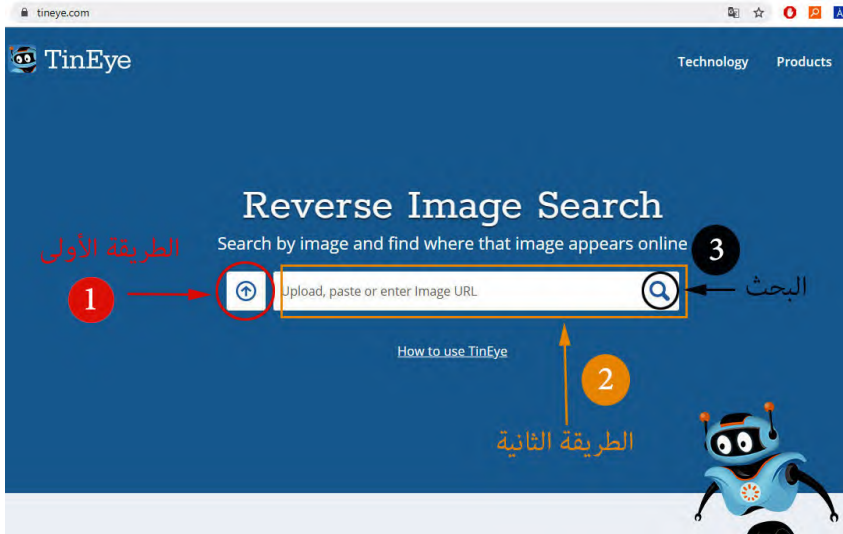 tineye.com
TinEye
Technology Products
Reverse Image Search
Search by image and find where that image appears online
الطريقة الأولى
1
Upload, paste or enter Image URL
3
البحث
How to use TinEye
2
الطريقة الثانية